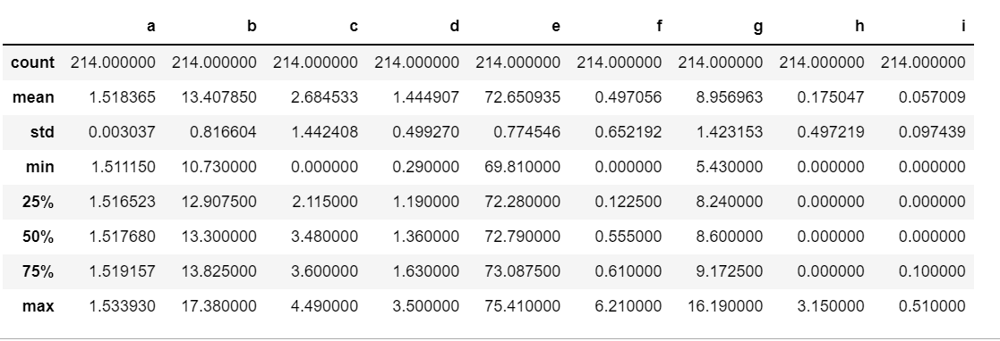 a b c d e f g h i
count 214.000000 214.000000 214.000000 214.000000 214.000000 214.000000 214.000000 214.000000 214.000000
mean 1.518365 13.407850 2.684533 1.444907 72.650935 0.497056 8.956963 0.175047 0.057009
std 0.003037 0.816604 1.442408 0.499270 0.774546 0.652192 1.423153 0.497219 0.097439
min 1.511150 10.730000 0.000000 0.290000 69.810000 0.000000 5.430000 0.000000 0.000000
25% 1.516523 12.907500 2.115000 1.190000 72.280000 0.122500 8.240000 0.000000 0.000000
50% 1.517680 13.300000 3.480000 1.360000 72.790000 0.555000 8.600000 0.000000 0.000000
75% 1.519157 13.825000 3.600000 1.630000 73.087500 0.610000 9.172500 0.000000 0.100000
max 1.533930 17.380000 4.490000 3.500000 75.410000 6.210000 16.190000 3.150000 0.510000